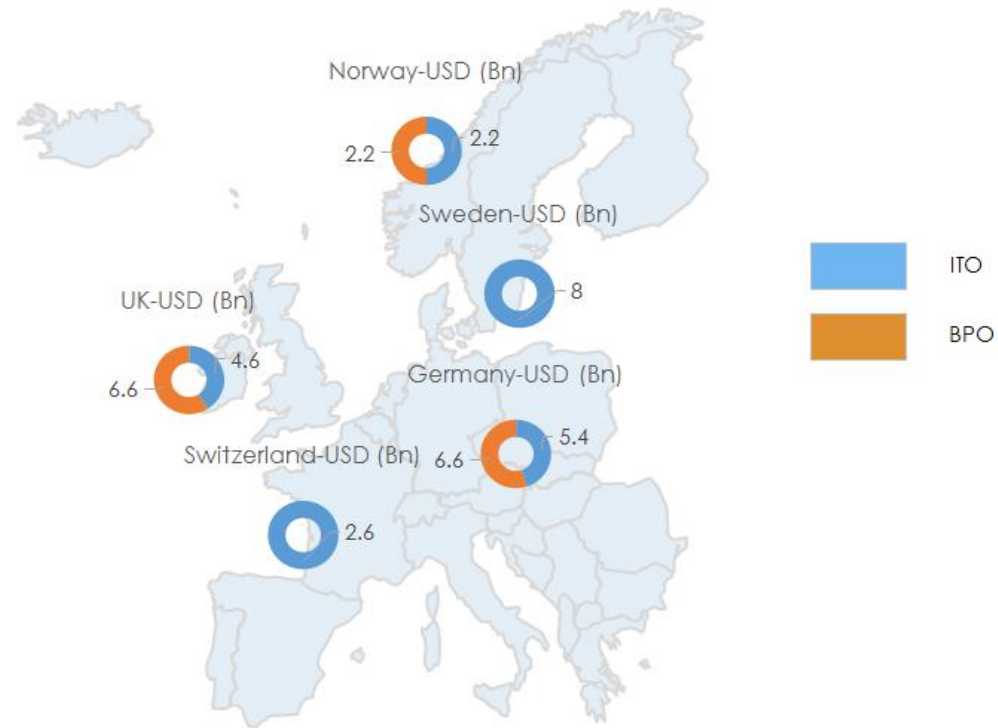 Norway-USD (Bn)
2.2
2.2
Sweden-USD (Bn)
8
ITO
BPO
UK-USD (Bn)
6.6
4.6
Germany-USD (Bn)
6.6
5.4
Switzerland-USD (Bn)
2.6